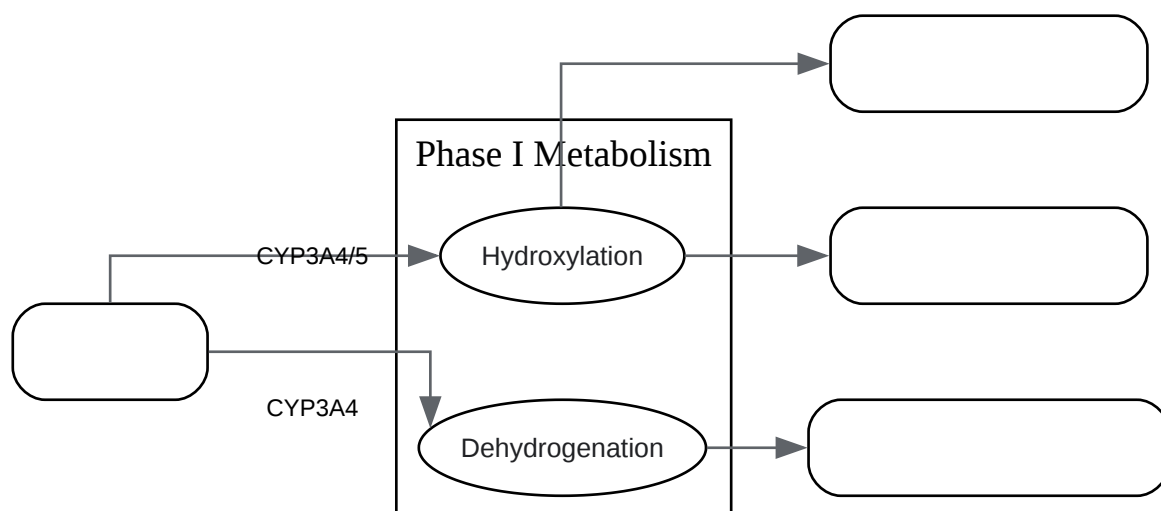 Phase I Metabolism
CYP3A4/5
Hydroxylation
CYP3A4
Dehydrogenation